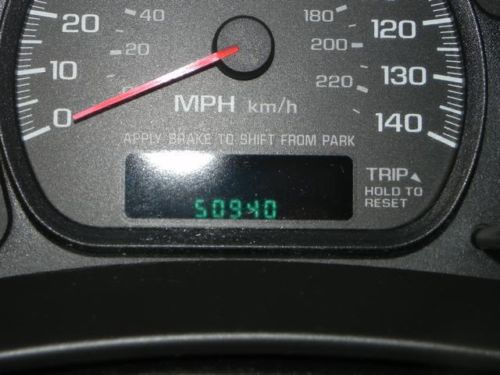 40 180 120
20
20 200
10 130
220
0 MPH km/h 140
APPLY BRAKE TO SHIFT FROM PARK
TRIP
HOLD TO
RESET
50940